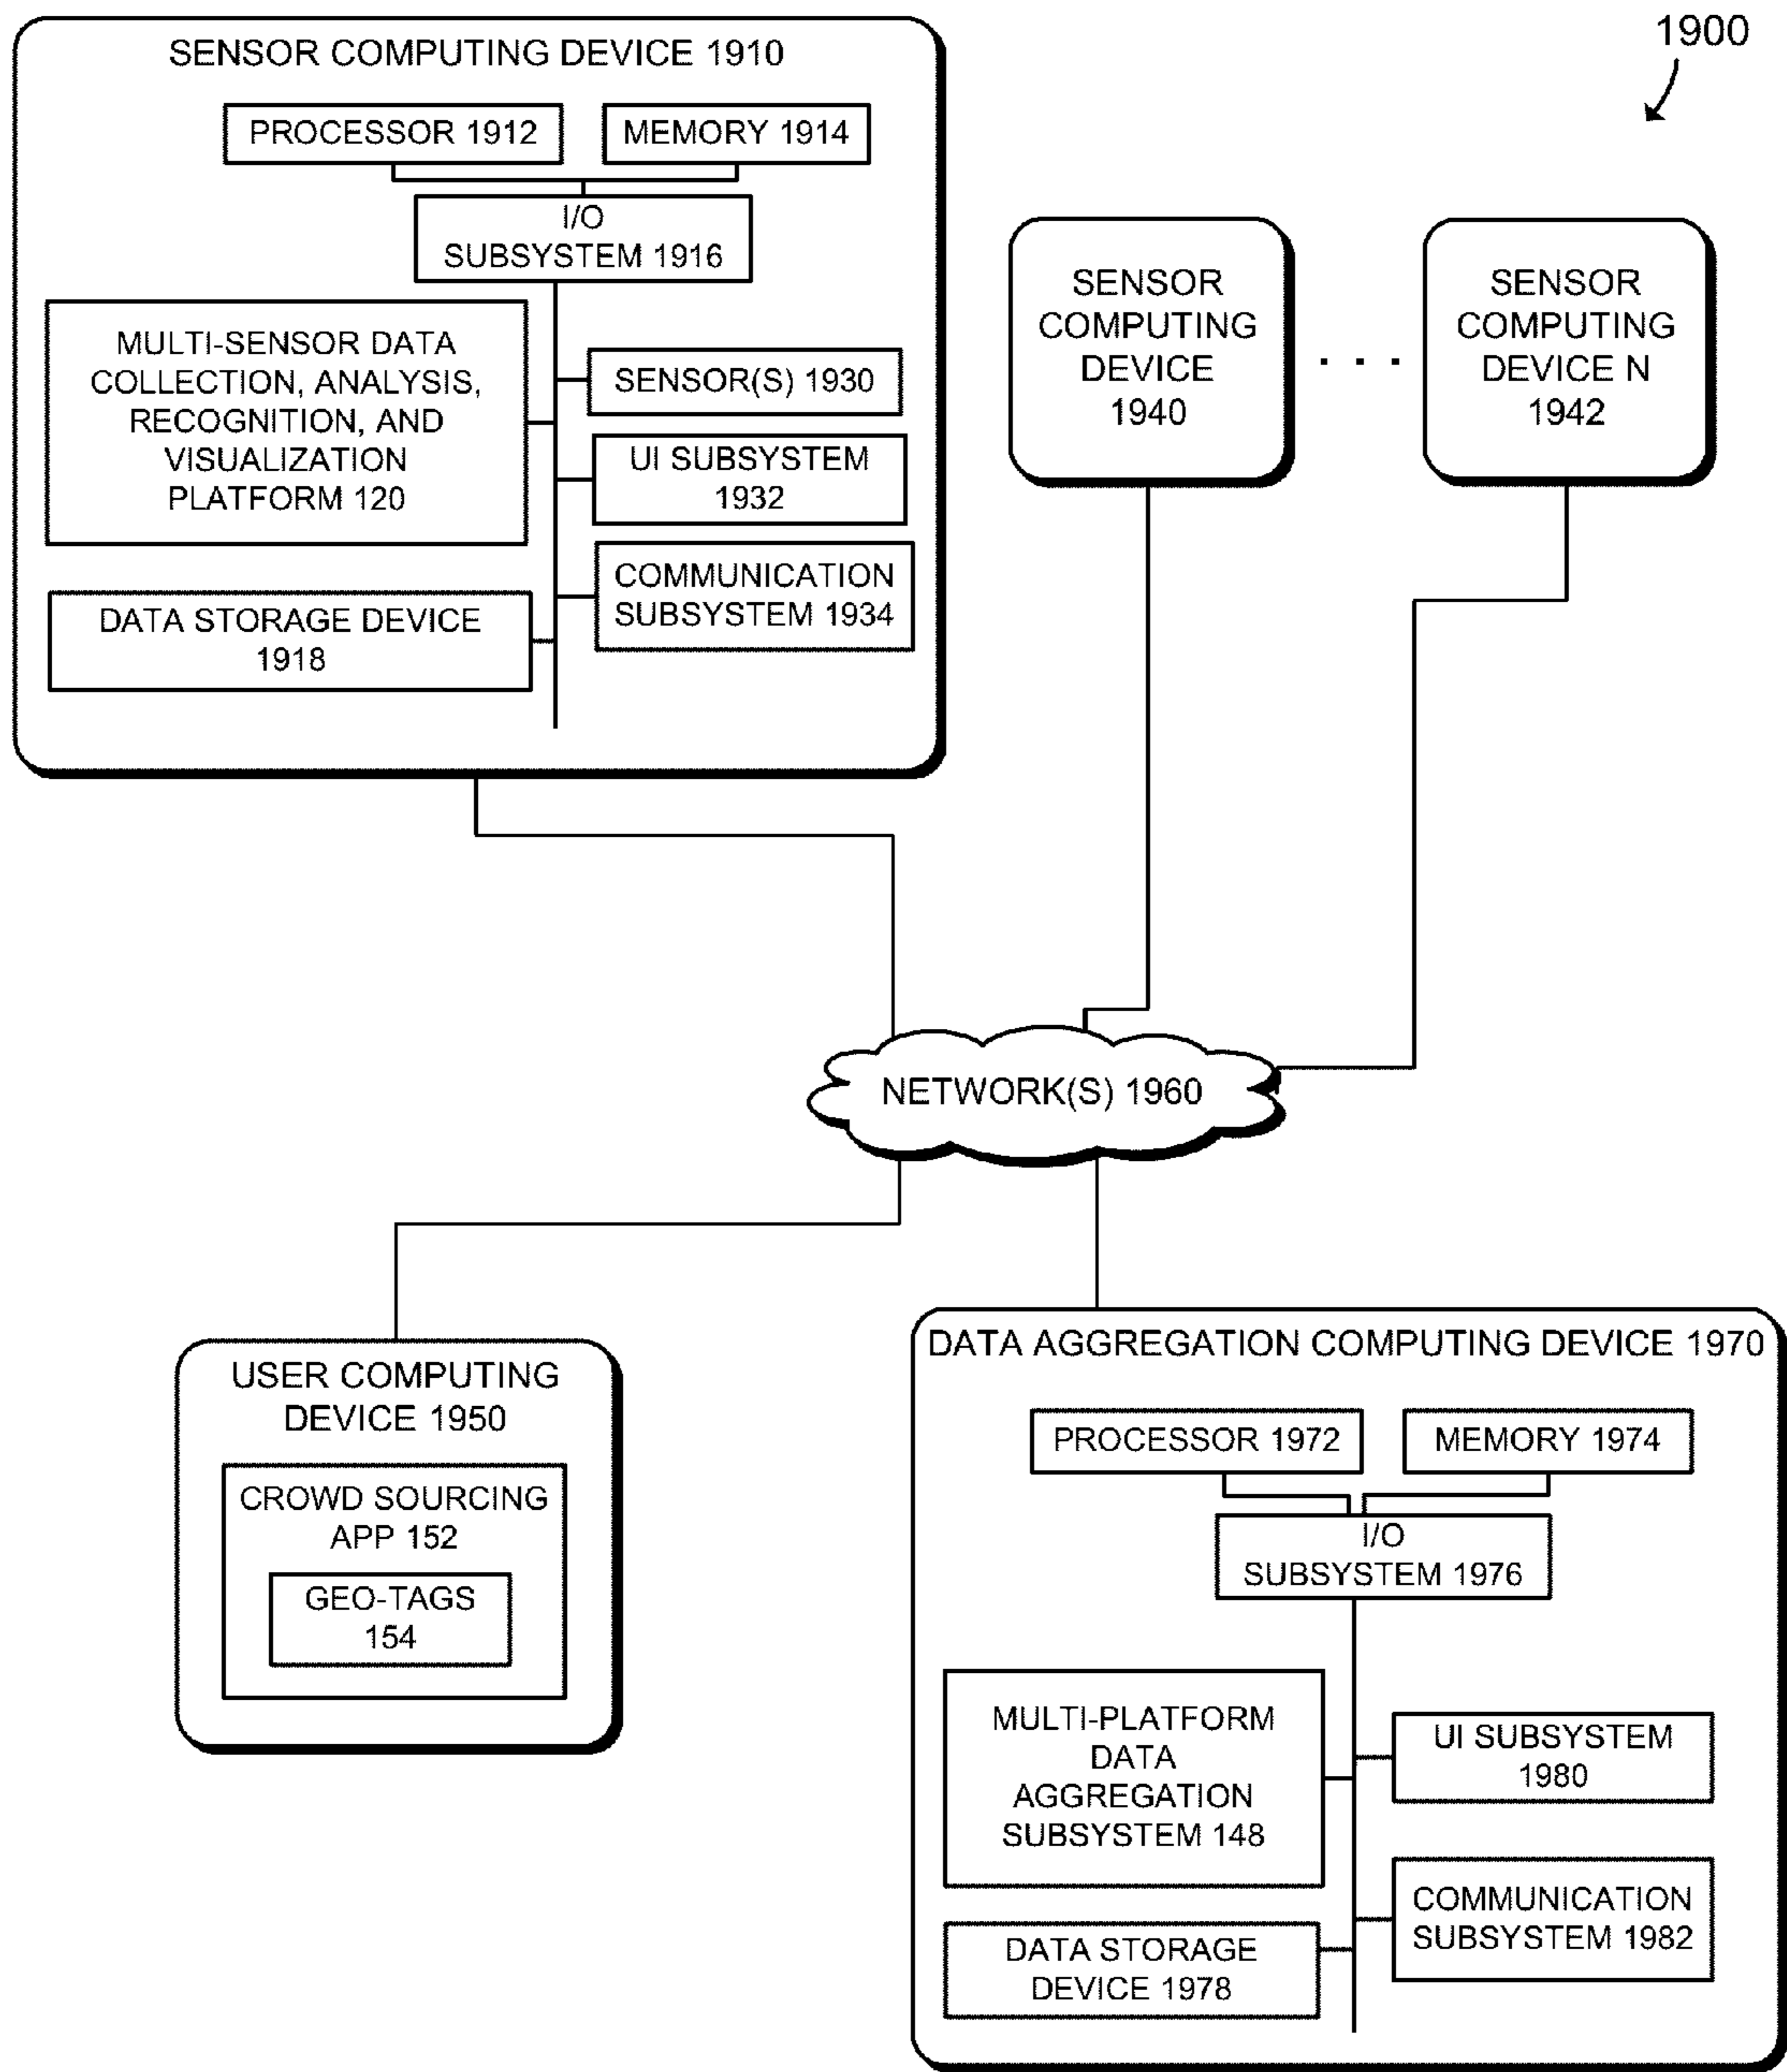 1900
SENSOR COMPUTING DEVICE 1910
PROCESSOR 1912
MEMORY 1914
I/O
SUBSYSTEM 1916
MULTI-SENSOR DATA
COLLECTION, ANALYSIS,
RECOGNITION, AND
VISUALIZATION
PLATFORM 120
SENSOR(S) 1930
UI SUBSYSTEM
1932
COMMUNICATION
SUBSYSTEM 1934
DATA STORAGE DEVICE
1918
SENSOR
COMPUTING
DEVICE
1940
. . .
SENSOR
COMPUTING
DEVICE N
1942
NETWORK(S) 1960
USER COMPUTING
DEVICE 1950
CROWD SOURCING
APP 152
GEO-TAGS
154
DATA AGGREGATION COMPUTING DEVICE 1970
PROCESSOR 1972
MEMORY 1974
I/O
SUBSYSTEM 1976
MULTI-PLATFORM
DATA
AGGREGATION
SUBSYSTEM 148
UI SUBSYSTEM
1980
COMMUNICATION
SUBSYSTEM 1982
DATA STORAGE
DEVICE 1978